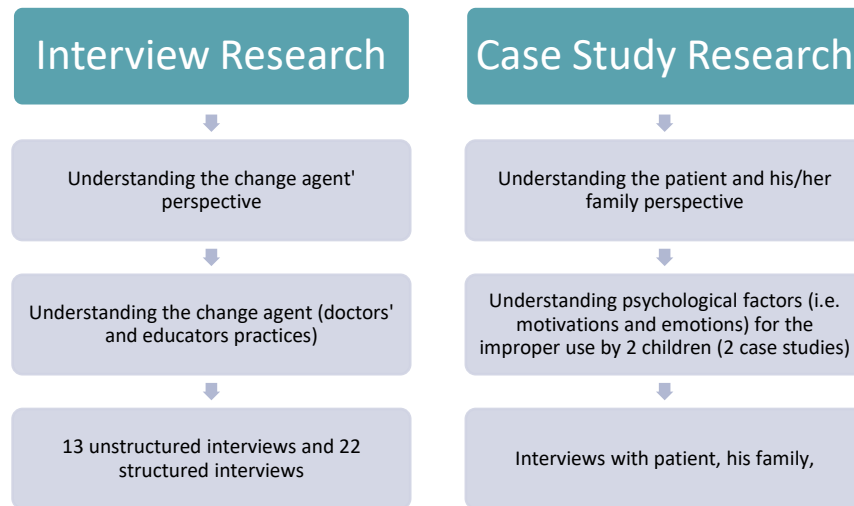 Interview Research
Understanding the change agent'
perspective
Understanding the change agent (doctors'
and educators practices)
13 unstructured interviews and 22
structured interviews
Case Study Research
Understanding the patient and his/her
family perspective
Understanding psychological factors (i.e.
motivations and emotions) for the
improper use by 2 children (2 case studies)
Interviews with patient, his family,